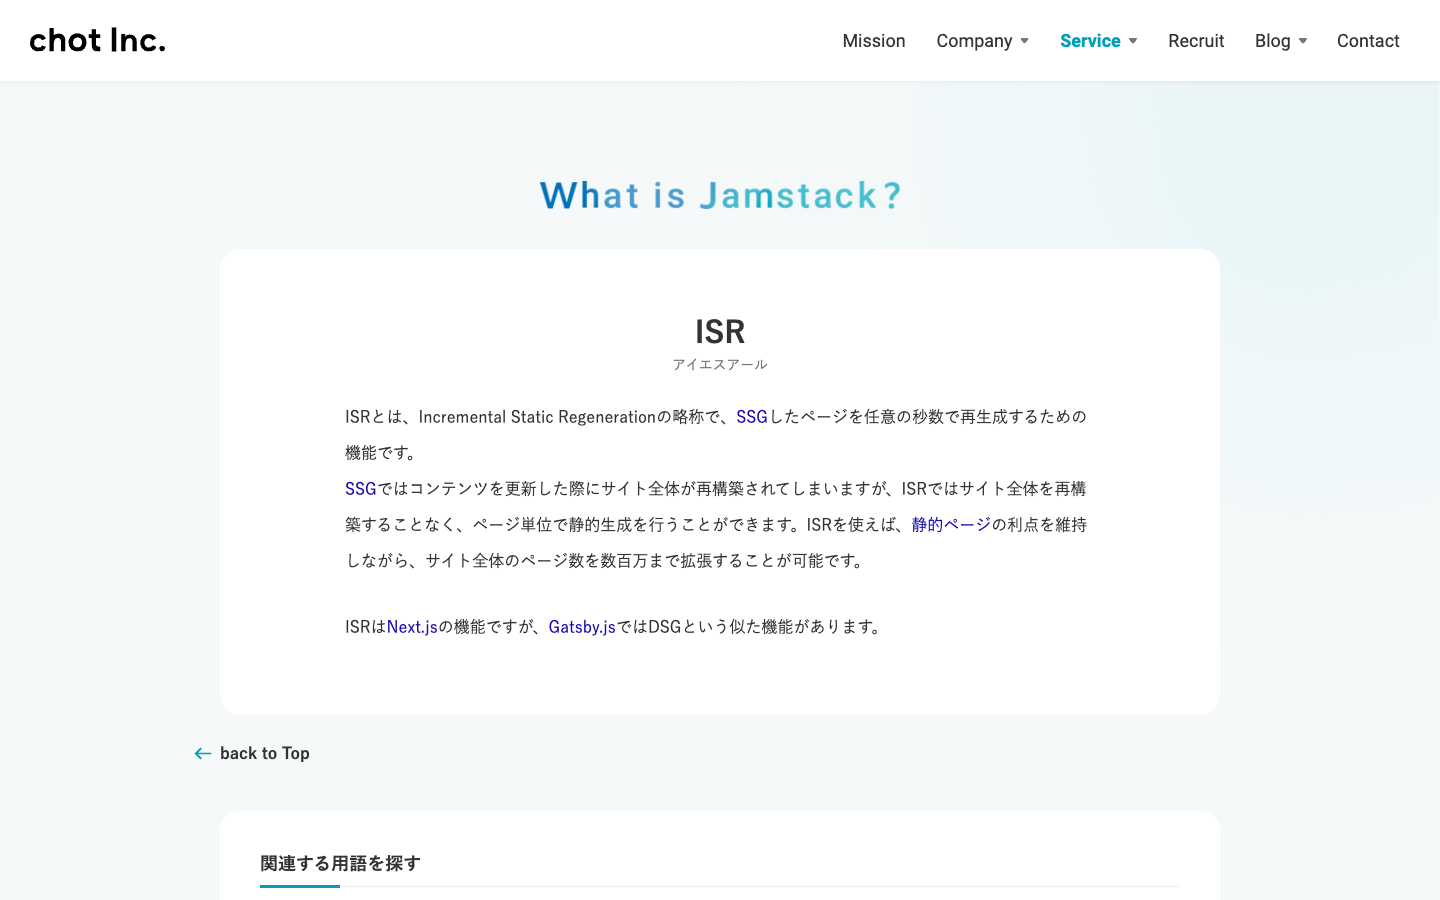 chot Inc.
Mission Company Service Recruit Blog Contact
What is Jamstack?
ISR
アイエスアール
ISRとは、Incremental Static Regenerationの略称で、SSGしたページを任意の秒数で再生成するための
機能です。
SSGではコンテンツを更新した際にサイト全体が再構築されてしまいますが、ISRではサイト全体を再構
築することなく、ページ単位で静的生成を行うことができます。ISRを使えば、静的ページの利点を維持
しながら、サイト全体のページ数を数百万まで拡張することが可能です。
ISRはNext.jsの機能ですが、Gatsby.jsではDSGという似た機能があります。
back to Top
関連する用語を探す